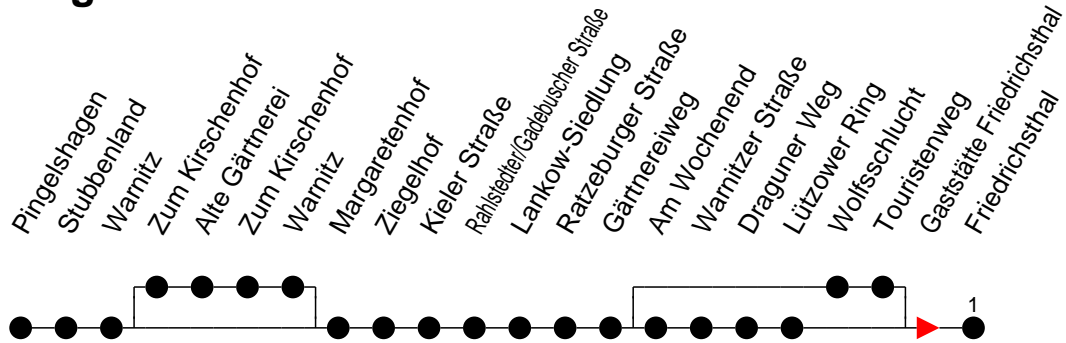 Pingelshagen
Stubbenland
Warnitz
Zum Kirschenhof
Alte Gärtnerei
Zum Kirschenhof
Warnitz
Margaretenhof
Ziegelhof
Kieler Straße
Rahlstedter/Gadebuscher Straße
Lankow-Siedlung
Ratzeburger Straße
Gärtnereiweg
Am Wochenend
Warnitzer Straße
Draguner Weg
Lützower Ring
Wolfsschlucht
Touristenweg
Gaststätte Friedrichsthal
Friedrichsthal
1